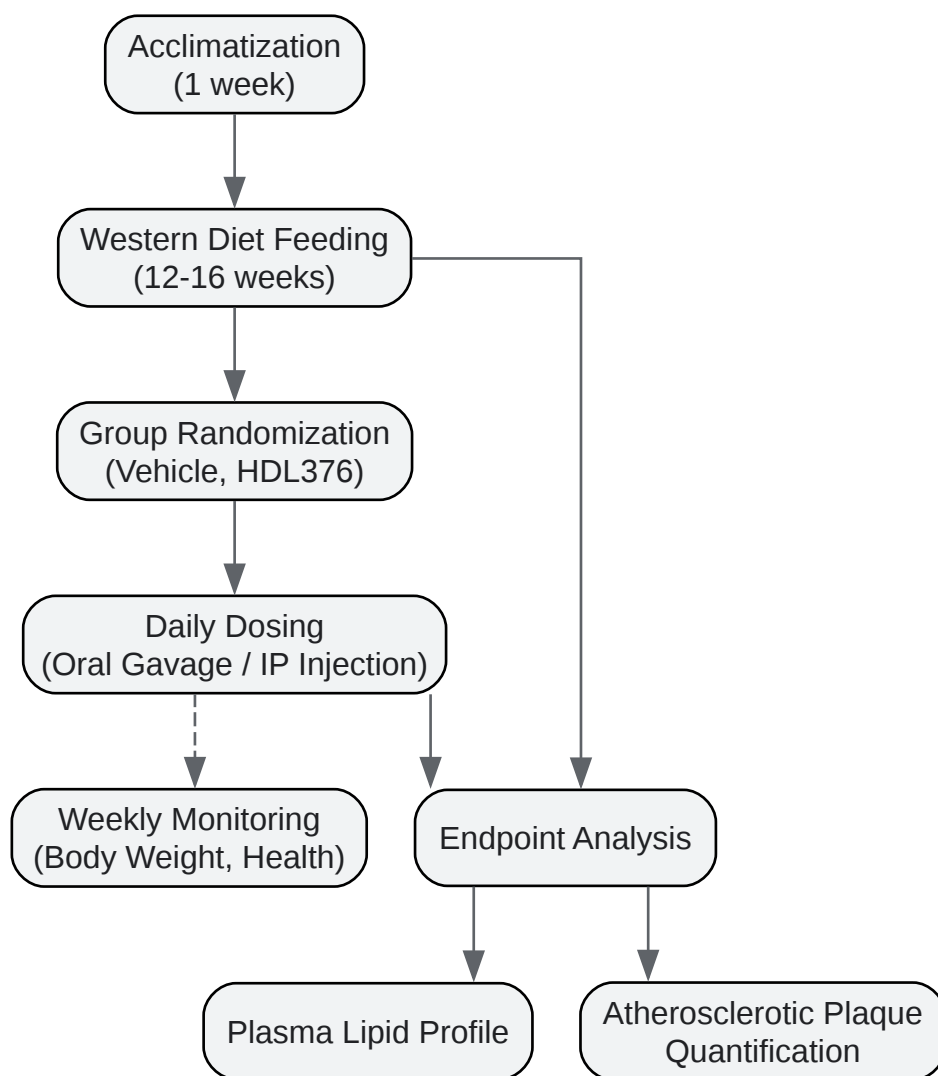 Acclimatization
(1 week)
Western Diet Feeding
(12-16 weeks)
Group Randomization
(Vehicle, HDL376)
Daily Dosing
(Oral Gavage / IP Injection)
Weekly Monitoring
(Body Weight, Health)
Endpoint Analysis
Plasma Lipid Profile
Atherosclerotic Plaque
Quantification